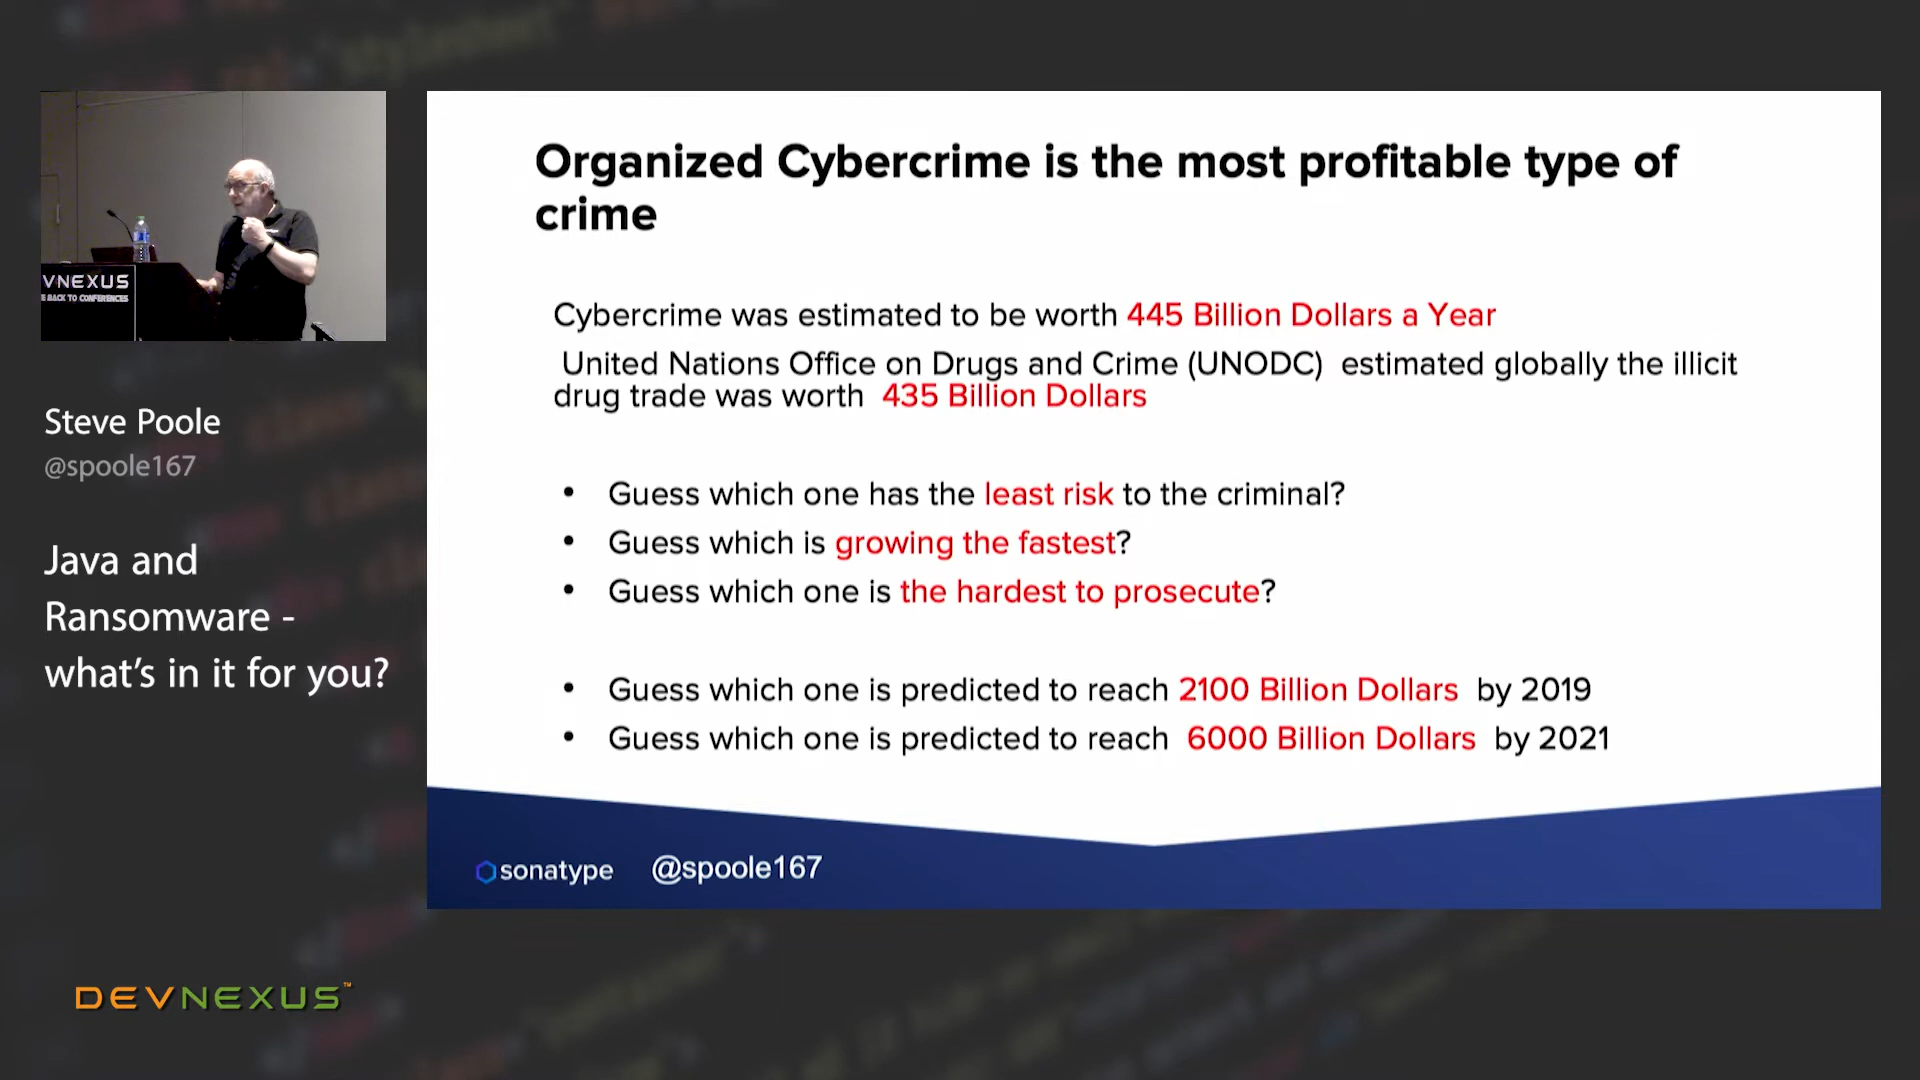 VNEXUS
E BACK TO CONFERENCES
Steve Poole
@spoole167
Java and
Ransomware -
what's in it for you?
DEVNEXUS™
Organized Cybercrime is the most profitable type of
crime
Cybercrime was estimated to be worth 445 Billion Dollars a Year
United Nations Office on Drugs and Crime (UNODC) estimated globally the illicit
drug trade was worth 435 Billion Dollars
• Guess which one has the least risk to the criminal?
• Guess which is growing the fastest?
• Guess which one is the hardest to prosecute?
• Guess which one is predicted to reach 2100 Billion Dollars by 2019
• Guess which one is predicted to reach 6000 Billion Dollars by 2021
sonatype @spoole167